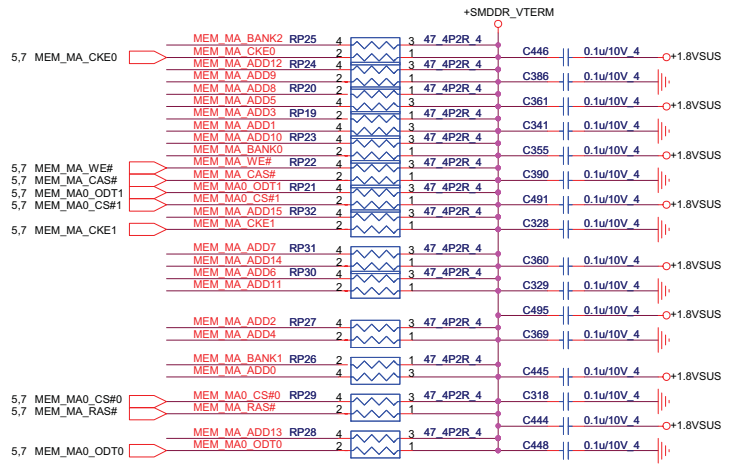 +SMDDR_VTERM
MEM_MA_BANK2 RP25 4 3 47_4P2R_4
5,7 MEM_MA_CKE0 MEM_MA_CKE0 2 1 C446 0.1u/10V_4 +1.8VSUS
MEM_MA_ADD12 RP24 4 3 47_4P2R_4
MEM_MA_ADD9 2 1 C386 0.1u/10V_4
MEM_MA_ADD8 RP20 2 1 47_4P2R_4
MEM_MA_ADD5 4 3 C361 0.1u/10V_4 +1.8VSUS
MEM_MA_ADD3 RP19 2 1 47_4P2R_4
MEM_MA_ADD1 4 3 C341 0.1u/10V_4
MEM_MA_ADD10 RP23 4 3 47_4P2R_4
MEM_MA_BANK0 2 1 C355 0.1u/10V_4 +1.8VSUS
5,7 MEM_MA_WE# MEM_MA_WE# RP22 4 3 47_4P2R_4
5,7 MEM_MA_CAS# MEM_MA_CAS# 2 1 C390 0.1u/10V_4
5,7 MEM_MA0_ODT1 MEM_MA0_ODT1 RP21 4 3 47_4P2R_4
5,7 MEM_MA0_CS#1 MEM_MA0_CS#1 2 1 C491 0.1u/10V_4 +1.8VSUS
MEM_MA_ADD15 RP32 4 3 47_4P2R_4
5,7 MEM_MA_CKE1 MEM_MA_CKE1 2 1 C328 0.1u/10V_4
MEM_MA_ADD7 RP31 4 3 47_4P2R_4
MEM_MA_ADD14 2 1 C360 0.1u/10V_4 +1.8VSUS
MEM_MA_ADD6 RP30 4 3 47_4P2R_4
MEM_MA_ADD11 2 1 C329 0.1u/10V_4
C495 0.1u/10V_4 +1.8VSUS
MEM_MA_ADD2 RP27 4 3 47_4P2R_4
MEM_MA_ADD4 2 1 C369 0.1u/10V_4
MEM_MA_BANK1 RP26 2 1 47_4P2R_4
MEM_MA_ADD0 4 3 C445 0.1u/10V_4 +1.8VSUS
5,7 MEM_MA0_CS#0 MEM_MA0_CS#0 RP29 4 3 47_4P2R_4 C318 0.1u/10V_4
5,7 MEM_MA_RAS# MEM_MA_RAS# 2 1
C444 0.1u/10V_4 +1.8VSUS
MEM_MA_ADD13 RP28 4 3 47_4P2R_4
5,7 MEM_MA0_ODT0 MEM_MA0_ODT0 2 1 C448 0.1u/10V_4